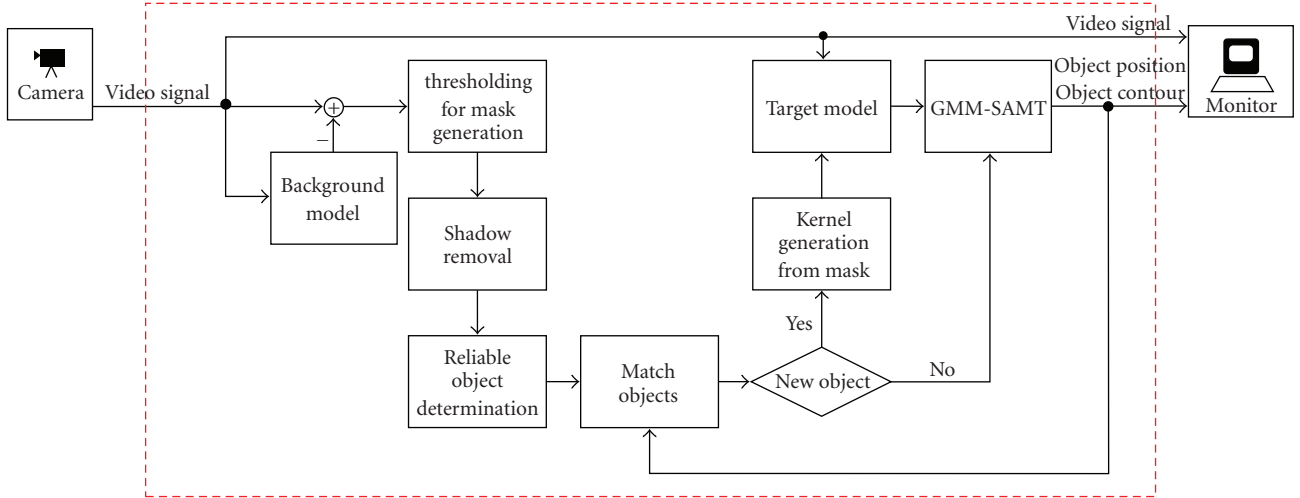 Camera
Video signal
+
−
Background
model
thresholding
for mask
generation
Shadow
removal
Reliable
object
determination
Match
objects
New object
Yes
No
Kernel
generation
from mask
Target model
GMM-SAMT
Video signal
Object position
Object contour
Monitor